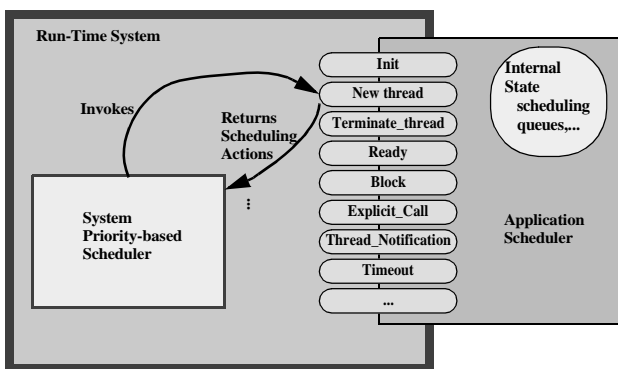 Run-Time System
Invokes
Returns
Scheduling
Actions
...
System
Priority-based
Scheduler
Init
New thread
Terminate_thread
Ready
Block
Explicit_Call
Thread_Notification
Timeout
...
Internal
State
scheduling
queues,...
Application
Scheduler